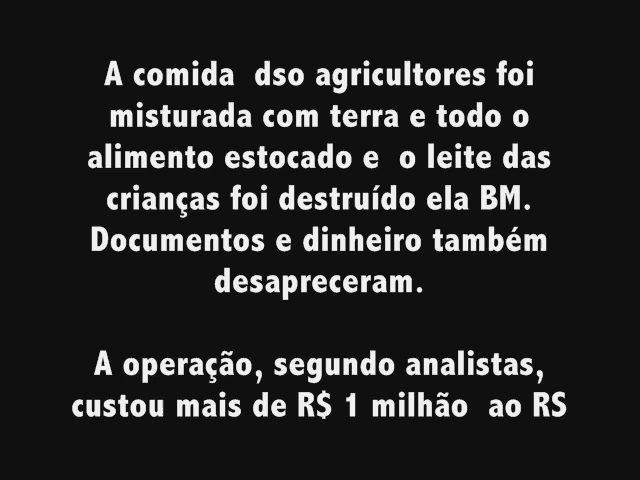 A comida dso agricultores foi
misturada com terra e todo o
alimento estocado e o leite das
crianças foi destruído ela BM.
Documentos e dinheiro também
desapreceram.
A operação, segundo analistas,
custou mais de R$ 1 milhão ao RS